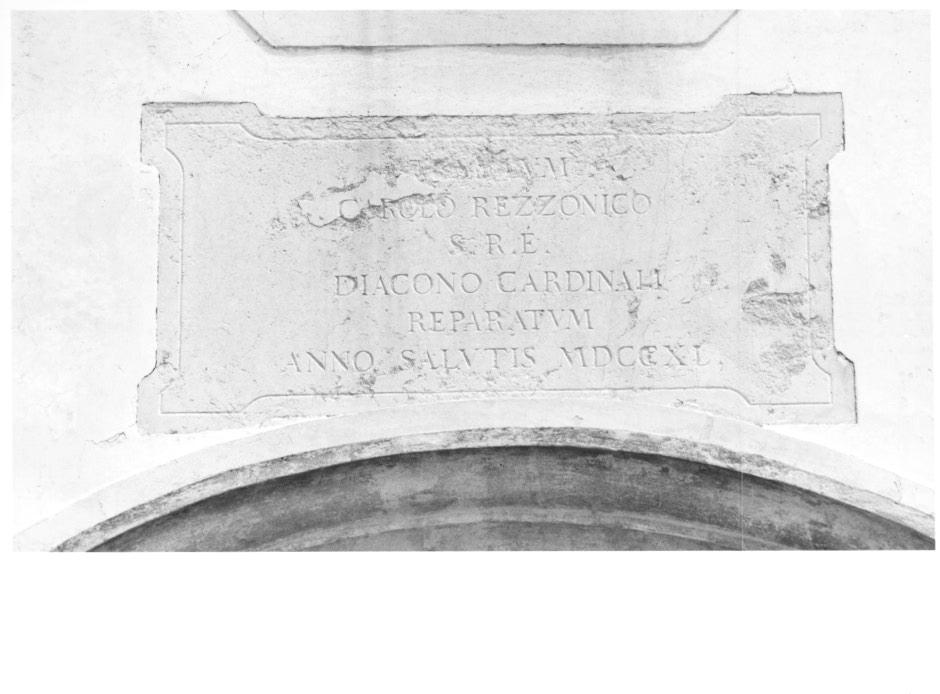 CAROLO REZZONICO
S. R. E.
DIACONO CARDINALI
REPARATVM
ANNO SALVTIS MDCCXL